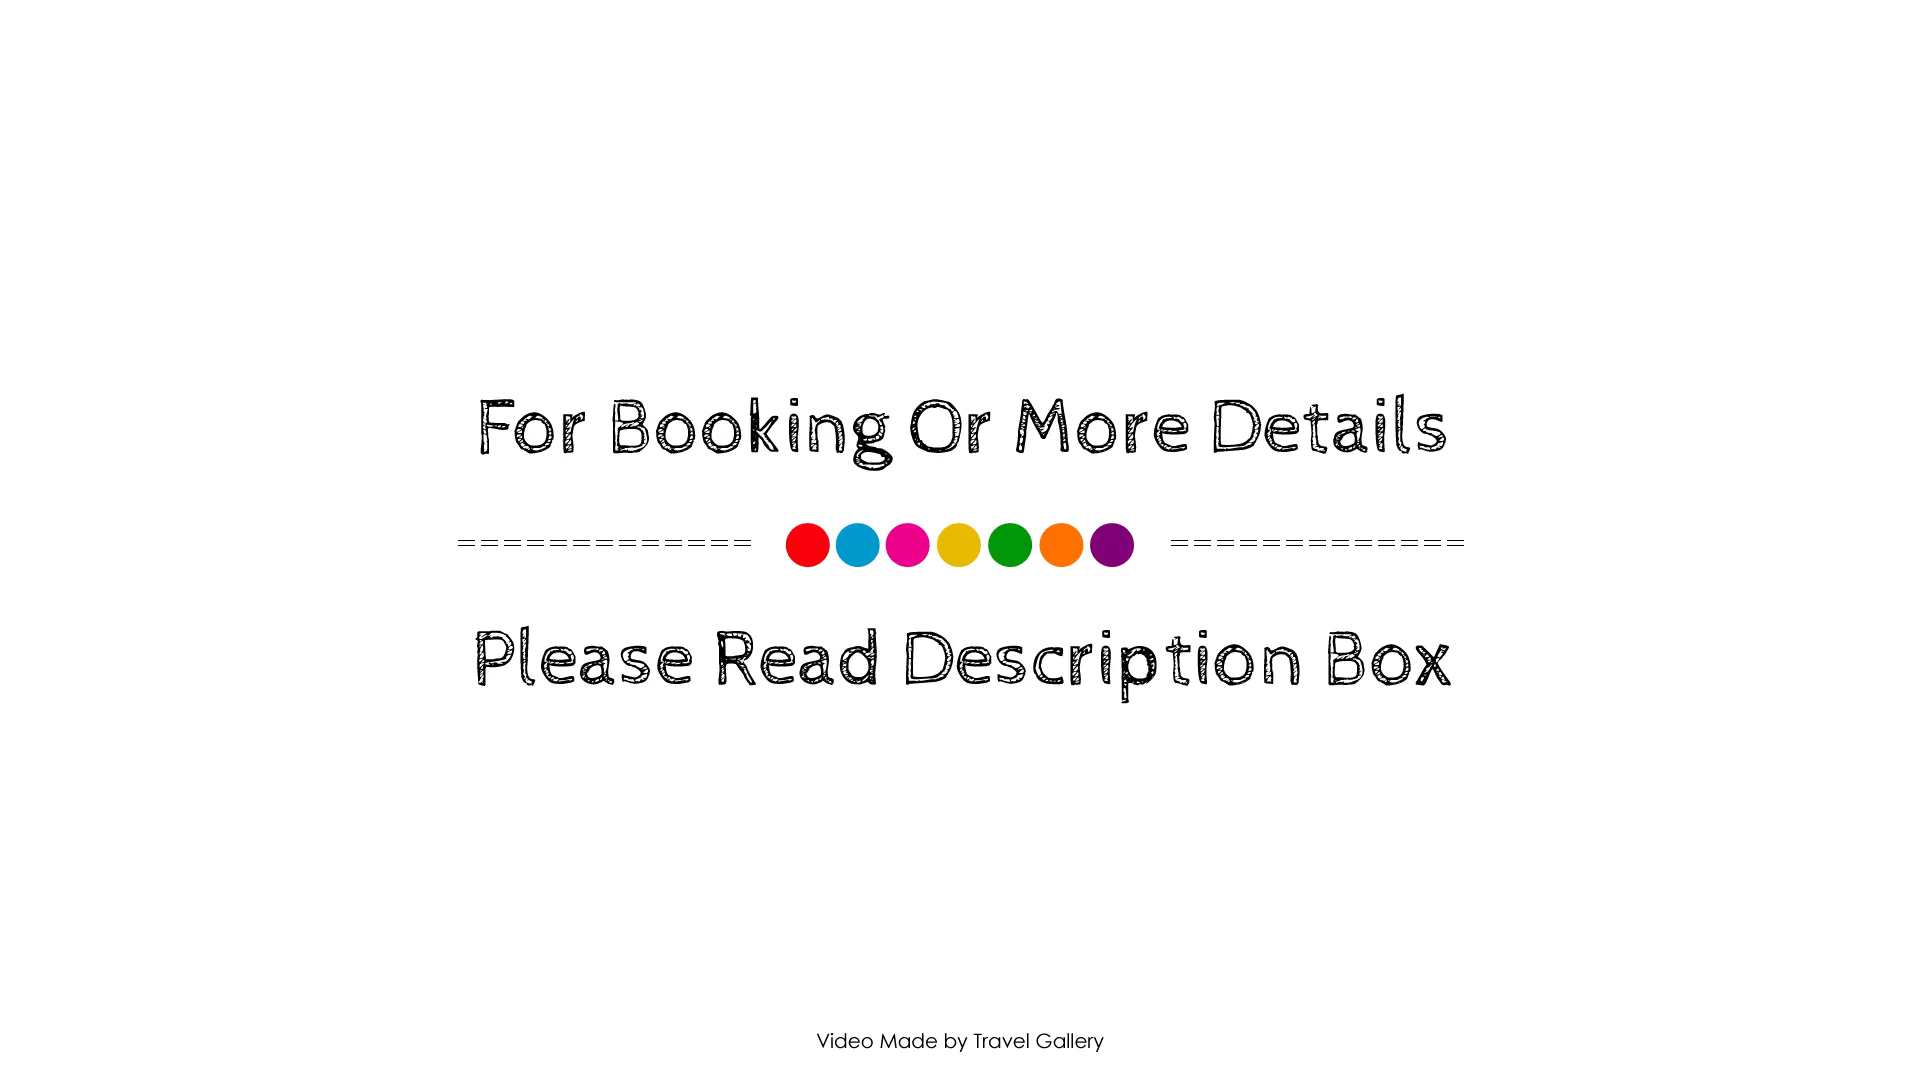 For Booking Or More Details
============= =============
Please Read Description Box
Video Made by Travel Gallery